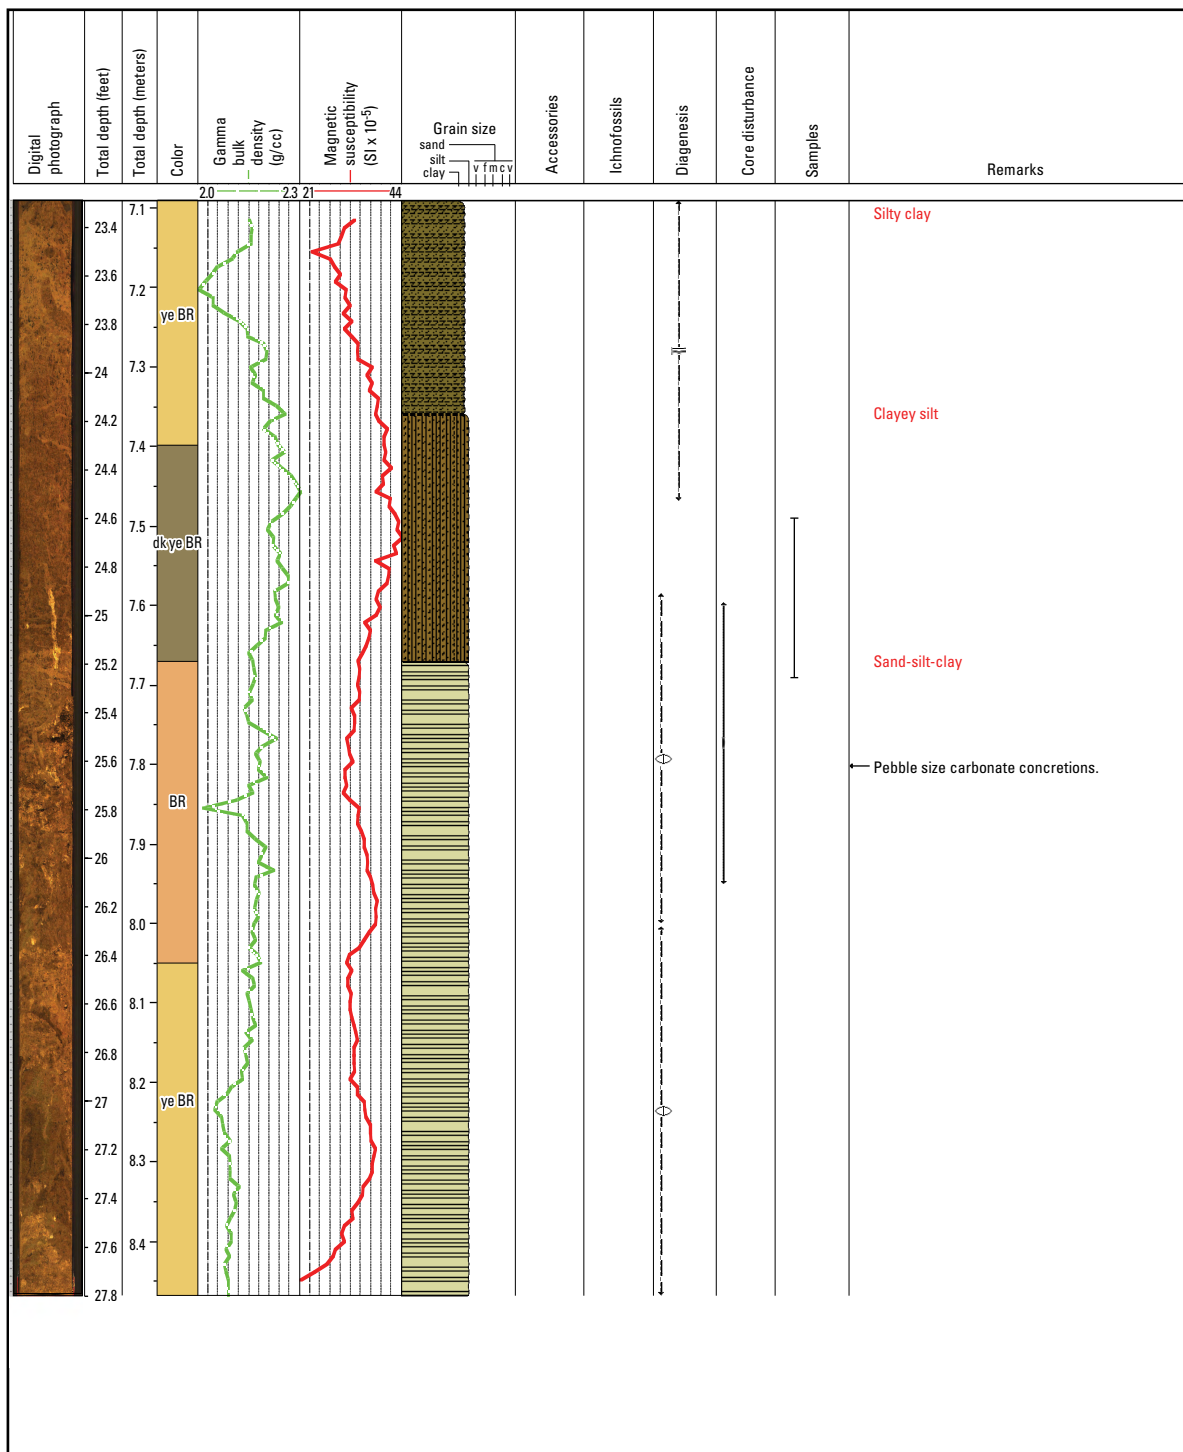 Digital
photograph
Total depth (feet)
Total depth (meters)
Color
Gamma
bulk
density
(g/cc)
Magnetic
susceptibility
(SI x 10-5)
Grain size
sand
silt
clay
v f m c v
Accessories
Ichnofossils
Diagenesis
Core disturbance
Samples
Remarks
2.0 2.3 21 44
7.1
Silty clay
23.4
23.6
7.2
ye BR
23.8
7.3
24
Clayey silt
24.2
7.4
24.4
24.6
7.5
dk ye BR
24.8
7.6
25
Sand-silt-clay
25.2
7.7
25.4
25.6
7.8
Pebble size carbonate concretions.
BR
25.8
7.9
26
26.2
8.0
26.4
26.6
8.1
26.8
8.2
27
ye BR
27.2
8.3
27.4
8.4
27.6
27.8